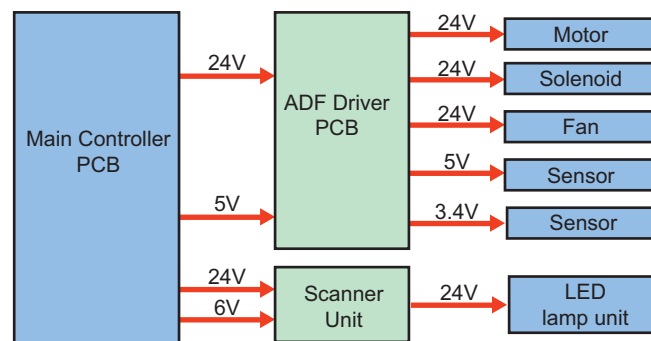 Main Controller
PCB
24V
5V
24V
6V
ADF Driver
PCB
Scanner
Unit
24V
Motor
24V
Solenoid
24V
Fan
5V
Sensor
3.4V
Sensor
24V
LED
lamp unit